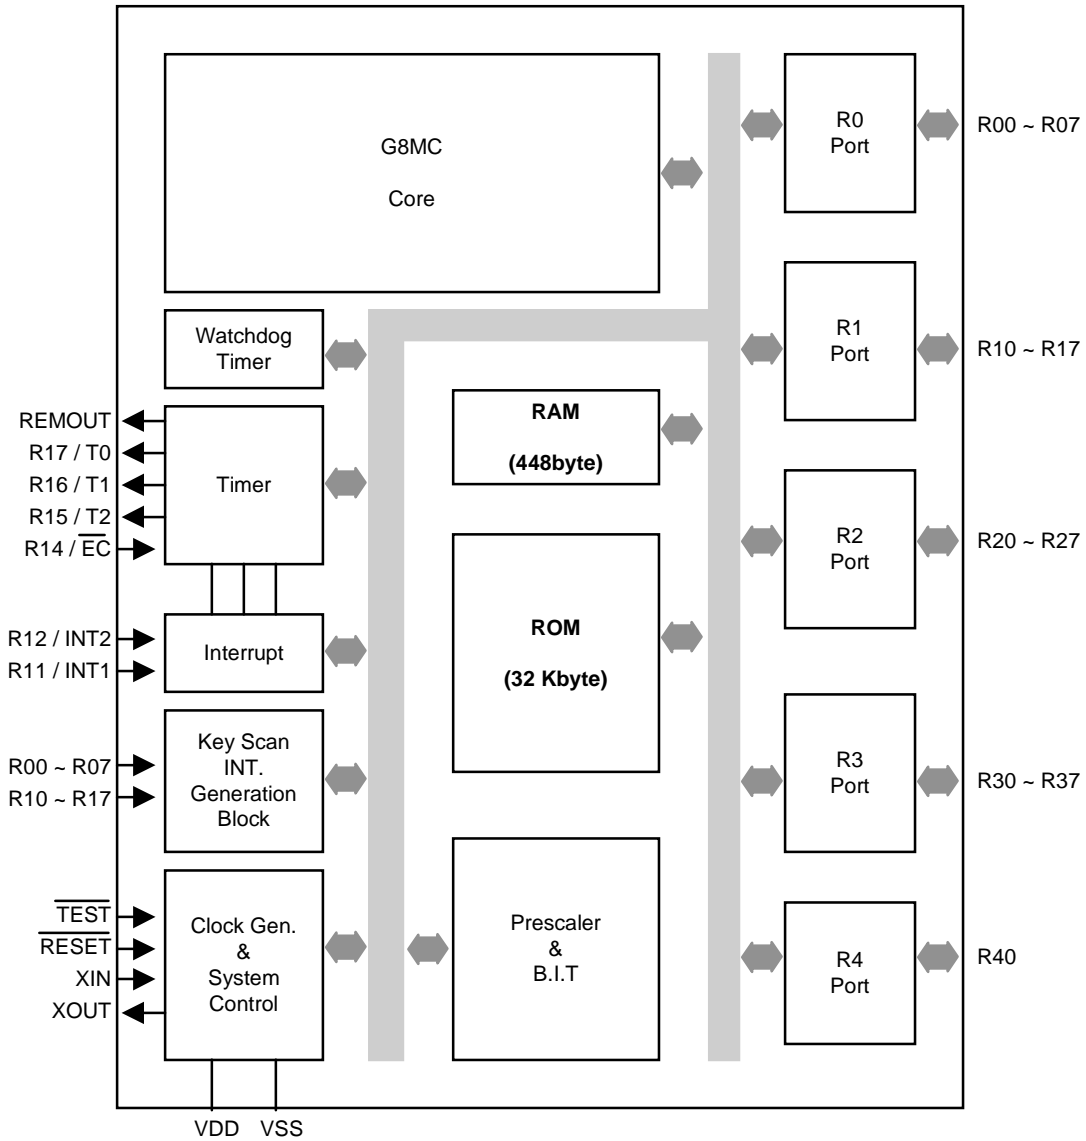 G8MC
Core
R0
Port
R00 ~ R07
Watchdog
Timer
R1
Port
R10 ~ R17
REMOUT
R17 / T0
R16 / T1
R15 / T2
R14 / E̅C̅
Timer
RAM
(448byte)
R2
Port
R20 ~ R27
R12 / INT2
R11 / INT1
Interrupt
ROM
(32 Kbyte)
R00 ~ R07
R10 ~ R17
Key Scan
INT.
Generation
Block
R3
Port
R30 ~ R37
T̅E̅S̅T̅
R̅E̅S̅E̅T̅
XIN
XOUT
Clock Gen.
&
System
Control
Prescaler
&
B.I.T
R4
Port
R40
VDD VSS